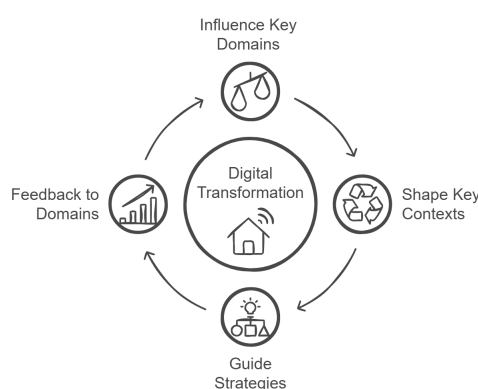 Influence Key
Domains
Digital
Transformation
Feedback to
Domains
Shape Key
Contexts
Guide
Strategies